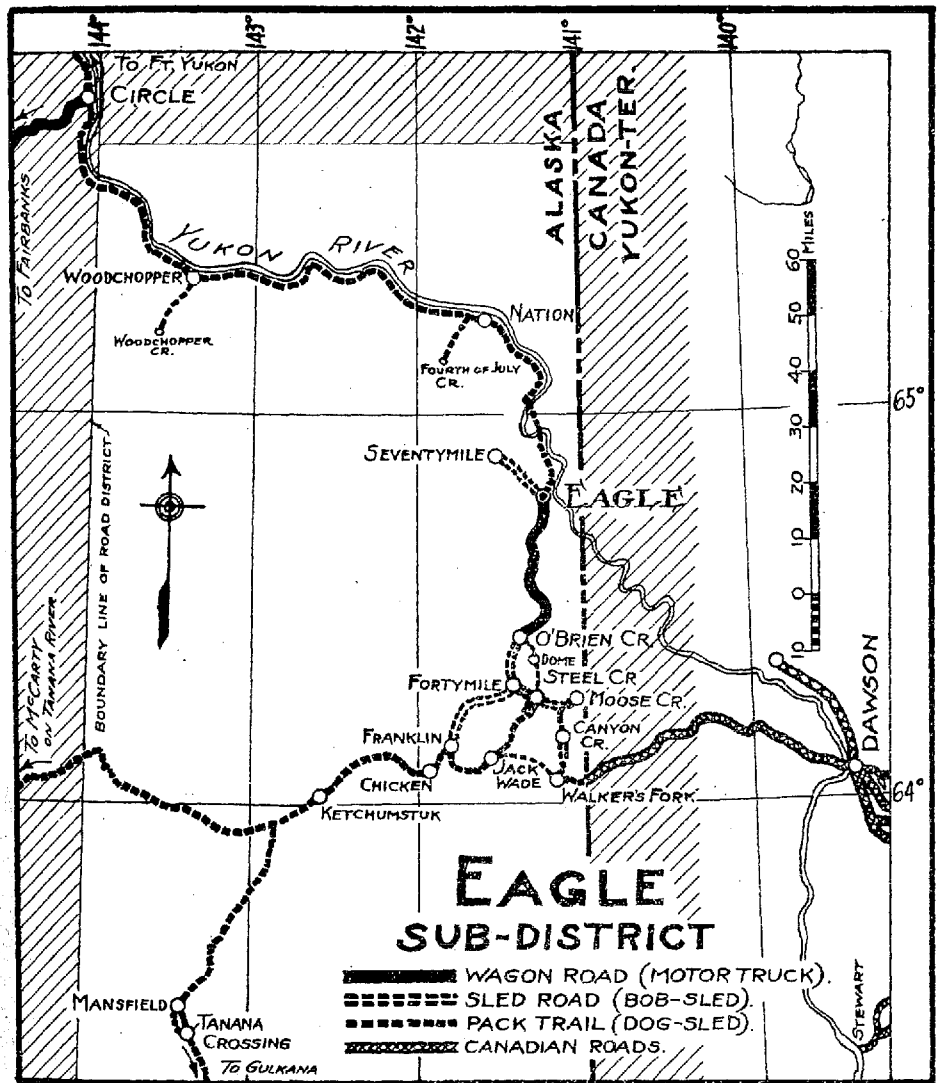 144°
143°
142°
141°
140°
TO FT. YUKON
CIRCLE
ALASKA
CANADA
YUKON-TER.
TO FAIRBANKS
YUKON RIVER
WOODCHOPPER
WOODCHOPPER
CR.
NATION
FOURTH OF JULY
CR.
MILES
60
50
40
30
20
10
0
10
65°
SEVENTYMILE
EAGLE
BOUNDARY LINE OF ROAD DISTRICT
O'BRIEN CR.
DOME
STEEL CR
FORTYMILE
MOOSE CR.
CANYON
CR.
FRANKLIN
CHICKEN
JACK
WADE
WALKER'S FORK
KETCHUMSTUK
DAWSON
64°
TO MCCARTY
ON TANANA RIVER
EAGLE
SUB-DISTRICT
WAGON ROAD (MOTOR TRUCK).
SLED ROAD (BOB-SLED).
PACK TRAIL (DOG-SLED).
CANADIAN ROADS.
MANSFIELD
TANANA
CROSSING
TO GULKANA
STEWART